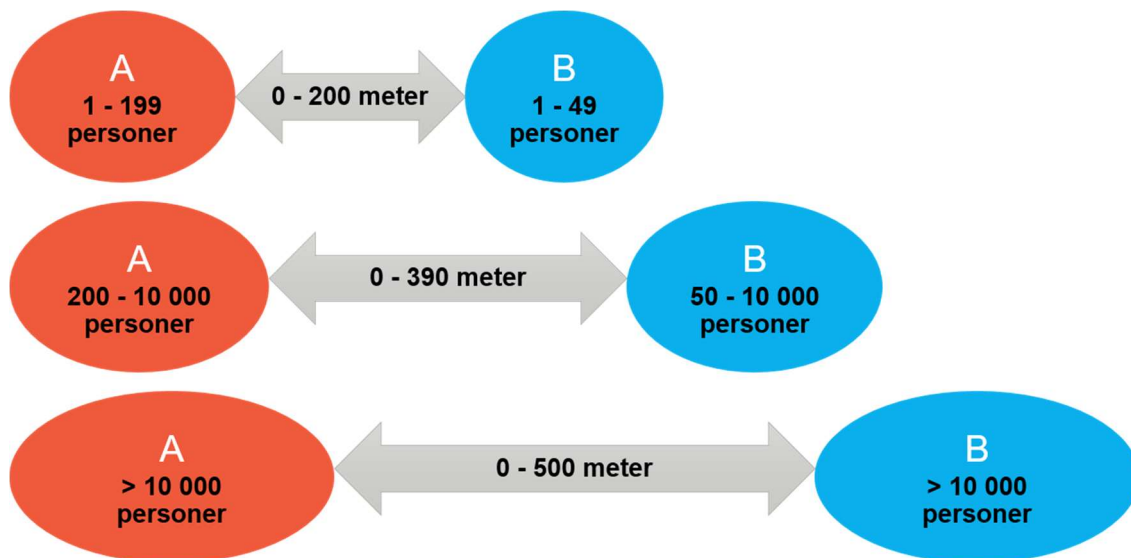 A
1 - 199
personer
0 - 200 meter
B
1 - 49
personer
A
200 - 10 000
personer
0 - 390 meter
B
50 - 10 000
personer
A
> 10 000
personer
0 - 500 meter
B
> 10 000
personer